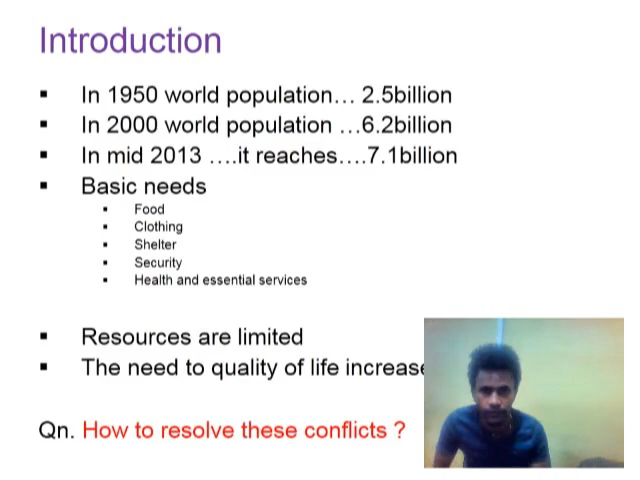 Introduction
In 1950 world population… 2.5billion
In 2000 world population …6.2billion
In mid 2013 ….it reaches….7.1billion
Basic needs
Food
Clothing
Shelter
Security
Health and essential services
Resources are limited
The need to quality of life increase
Qn. How to resolve these conflicts ?